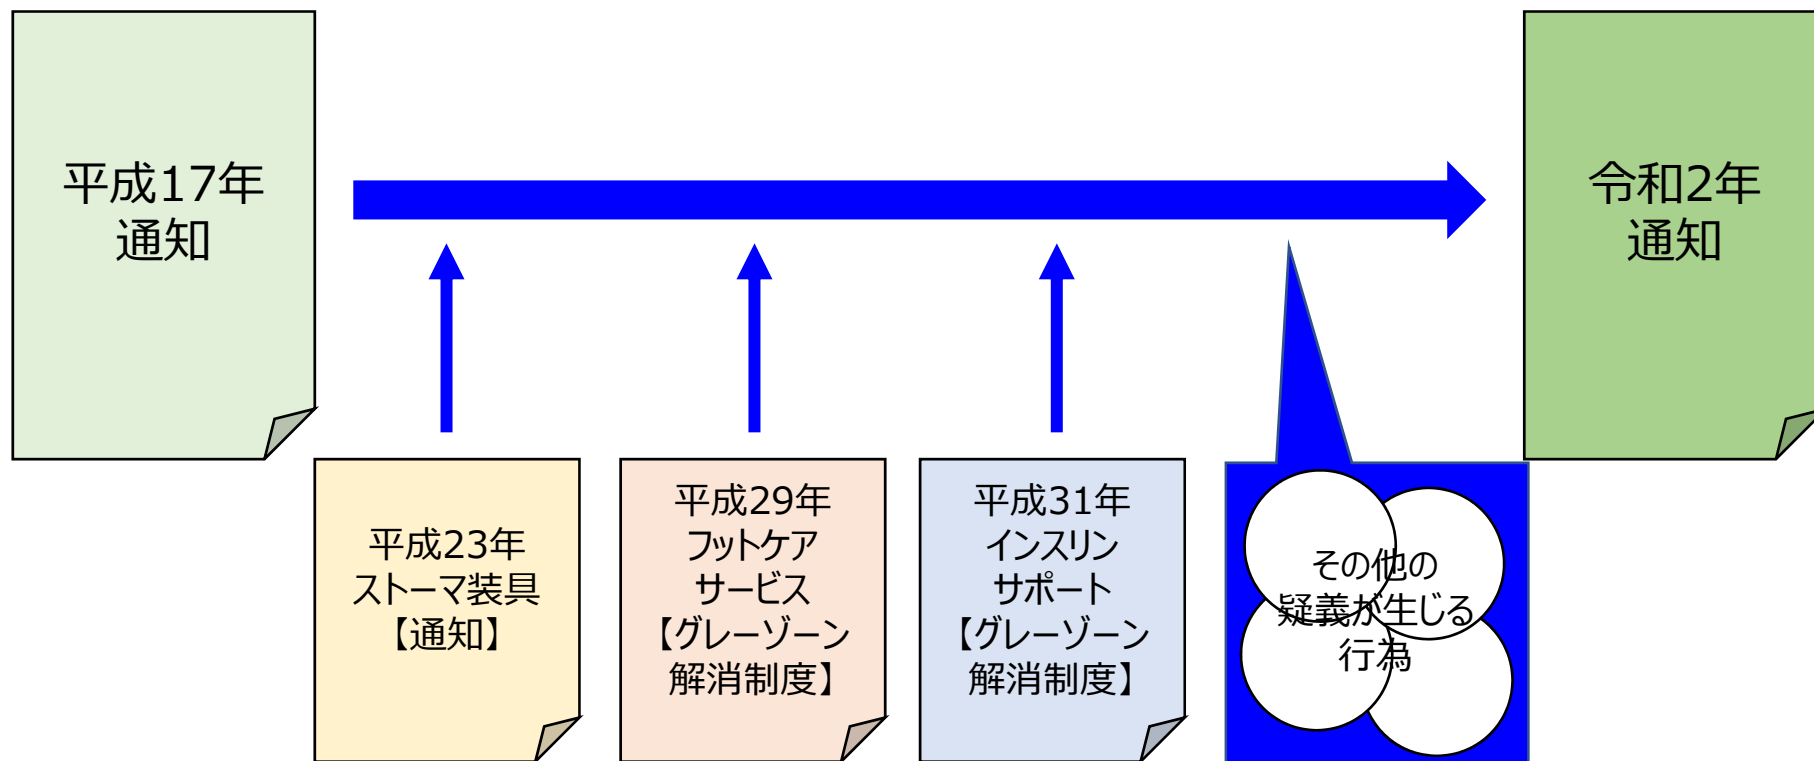 平成17年
通知
令和2年
通知
平成23年
ストーマ装具
【通知】
平成29年
フットケア
サービス
【グレーゾーン
解消制度】
平成31年
インスリン
サポート
【グレーゾーン
解消制度】
その他の
疑義が生じる
行為